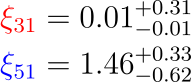 ξ₃₁ = 0.01⁺⁰·³¹₋₀.₀₁
ξ₅₁ = 1.46⁺⁰·³³₋₀.₆₂